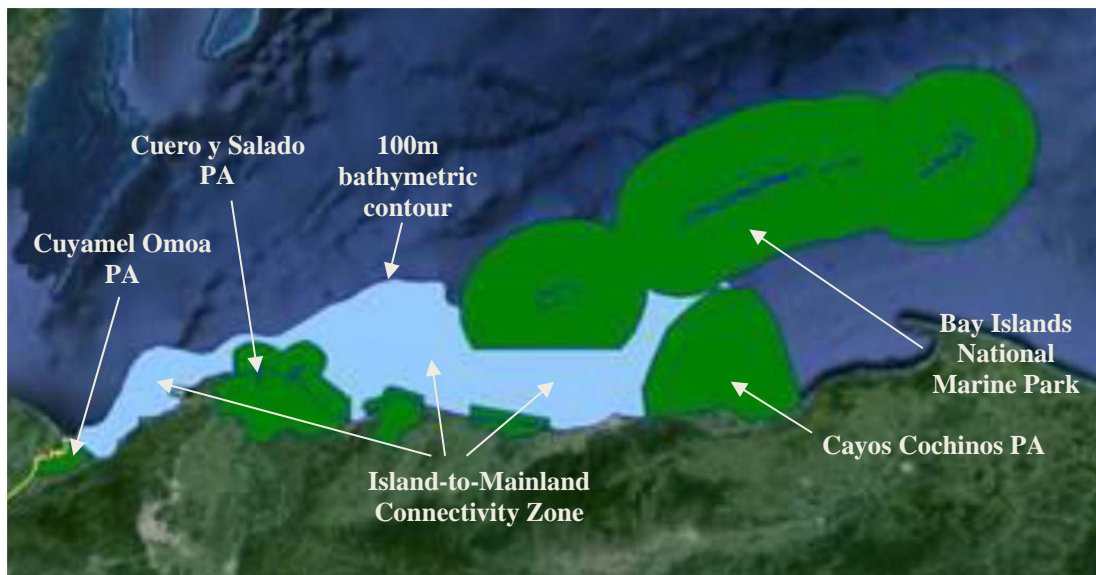 Cuero y Salado
PA
100m
bathymetric
contour
Cuyamel Omoa
PA
Bay Islands
National
Marine Park
Cayos Cochinos PA
Island-to-Mainland
Connectivity Zone